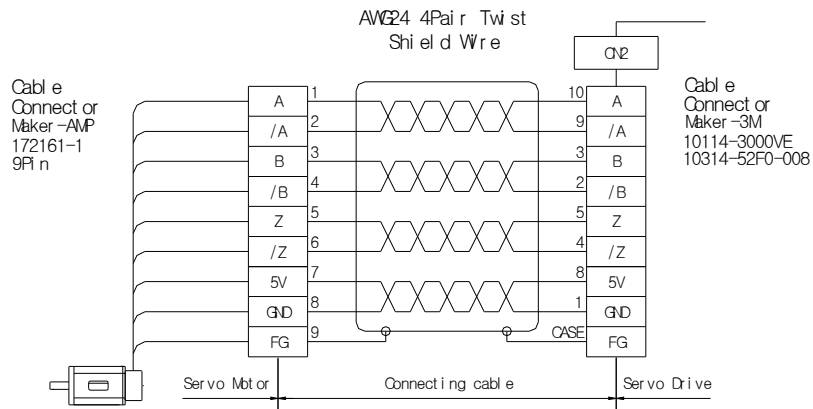 AWG24 4Pair Twist
Shield Wire
CN2
Cable
Connector
Maker-AMP
172161-1
9Pin
Cable
Connector
Maker-3M
10114-3000VE
10314-52F0-008
A 1 10 A
/A 2 9 /A
B 3 3 B
/B 4 2 /B
Z 5 5 Z
/Z 6 4 /Z
5V 7 8 5V
GND 8 1 GND
FG 9 CASE FG
Servo Motor Connecting cable Servo Drive